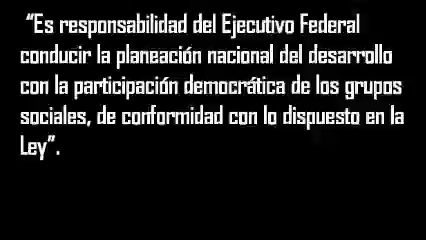 “Es responsabilidad del Ejecutivo Federal
conducir la planeación nacional del desarrollo
con la participación democrática de los grupos
sociales, de conformidad con lo dispuesto en la
Ley”.